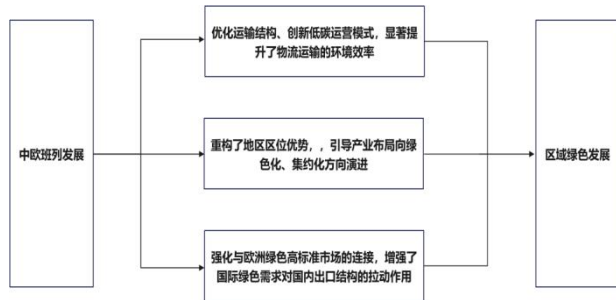 中欧班列发展
优化运输结构、创新低碳运营模式，显著提
升了物流运输的环境效率
重构了地区区位优势，，引导产业布局向绿
色化、集约化方向演进
强化与欧洲绿色高标准市场的连接，增强了
国际绿色需求对国内出口结构的拉动作用
区域绿色发展